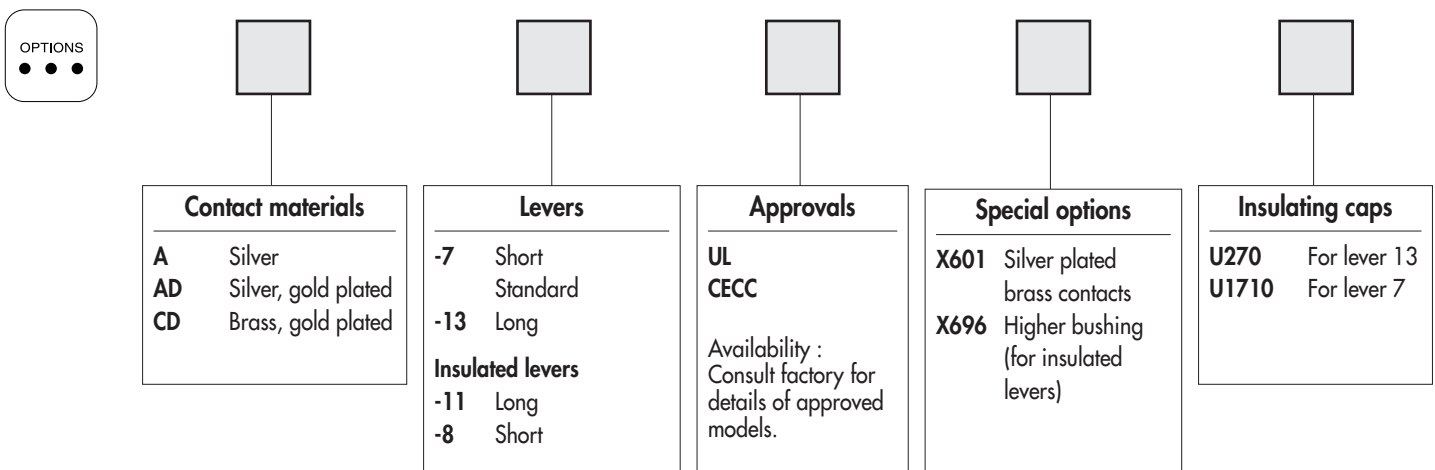 OPTIONS
Contact materials
A Silver
AD Silver, gold plated
CD Brass, gold plated
Levers
-7 Short
Standard
-13 Long
Insulated levers
-11 Long
-8 Short
Approvals
UL
CECC
Availability :
Consult factory for
details of approved
models.
Special options
X601 Silver plated
brass contacts
X696 Higher bushing
(for insulated
levers)
Insulating caps
U270 For lever 13
U1710 For lever 7